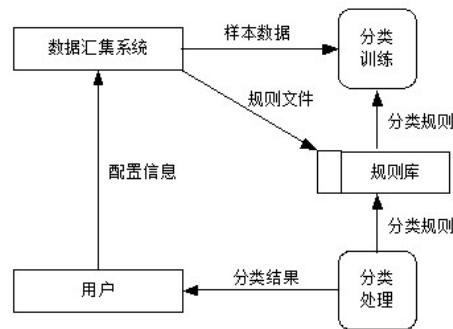 数据汇集系统
样本数据
分类
训练
规则文件
分类规则
配置信息
规则库
分类规则
用户
分类结果
分类
处理